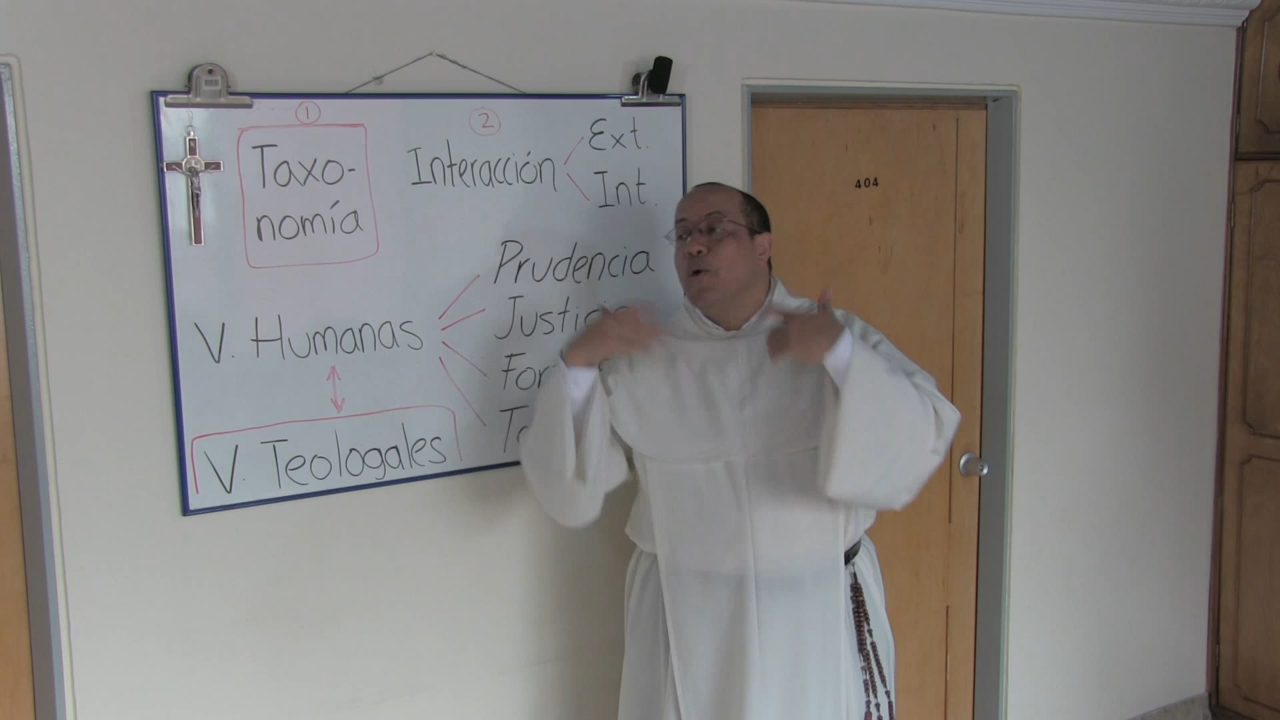 ①
Taxo-
nomía
②
Interacción
Ext.
Int.
V. Humanas
Prudencia
V. Teologales
404